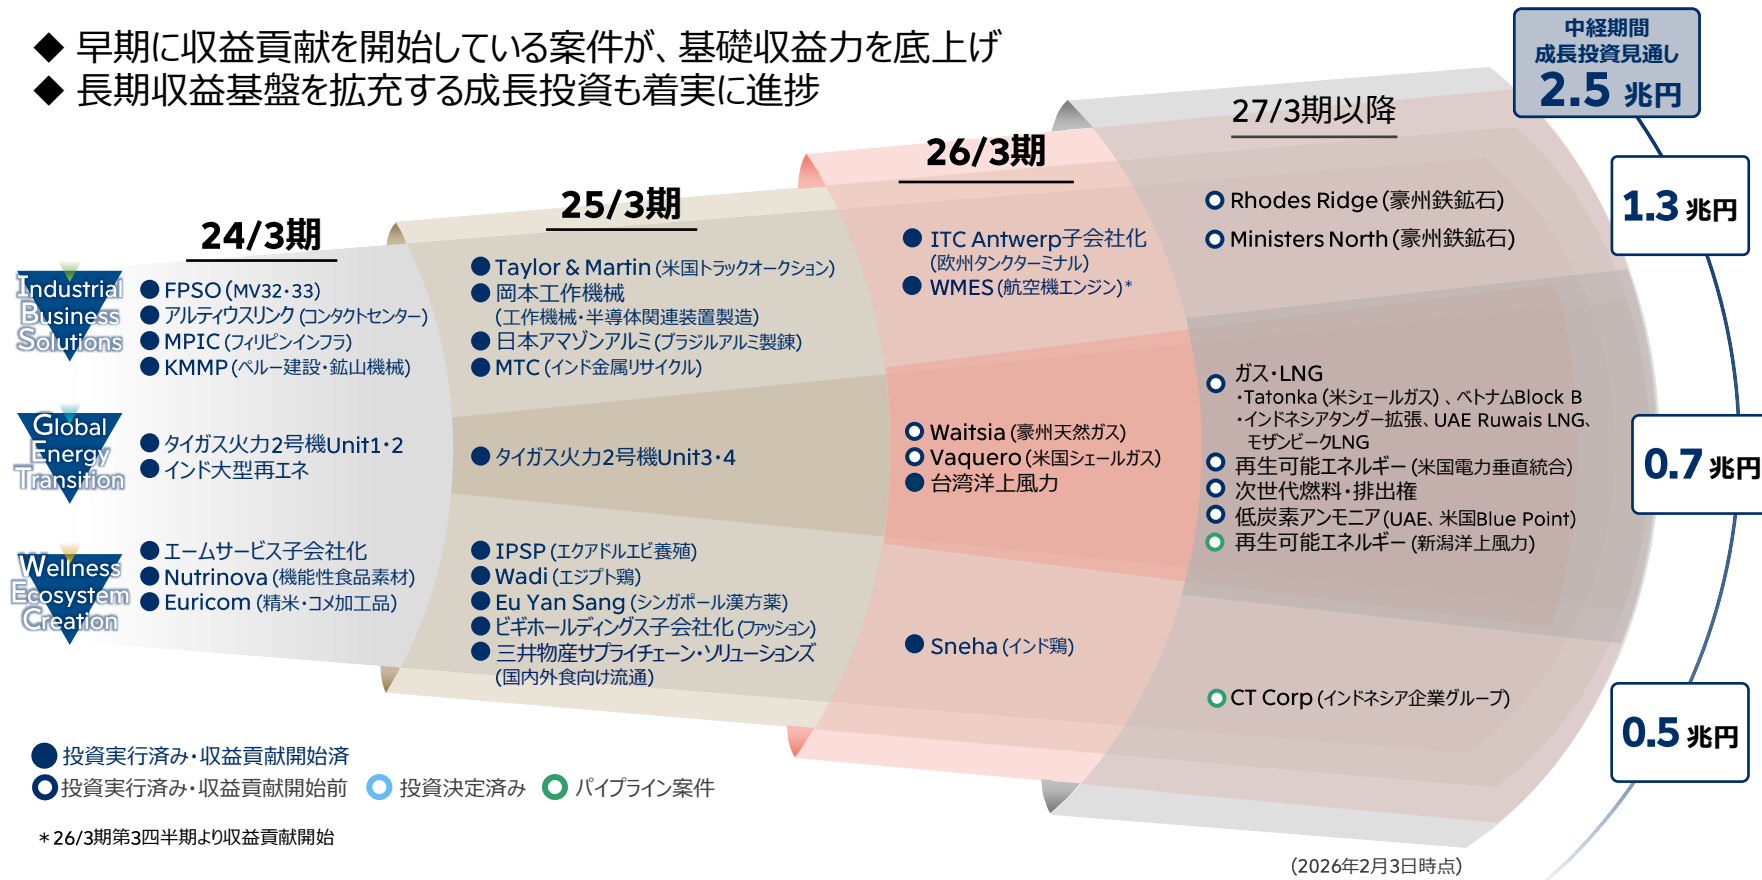 ◆ 早期に収益貢献を開始している案件が、基礎収益力を底上げ
◆ 長期収益基盤を拡充する成長投資も着実に進捗
中経期間
成長投資見通し
2.5 兆円
1.3 兆円
0.7 兆円
0.5 兆円
Industrial
Business
Solutions
Global
Energy
Transition
Wellness
Ecosystem
Creation
24/3期
● FPSO (MV32・33)
● アルティウスリンク (コンタクトセンター)
● MPIC (フィリピンインフラ)
● KMMP (ペルー建設・鉱山機械)
● タイガス火力2号機Unit1・2
● インド大型再エネ
● エームサービス子会社化
● Nutrinova (機能性食品素材)
● Euricom (精米・コメ加工品)
25/3期
● Taylor & Martin (米国トラックオークション)
● 岡本工作機械
(工作機械・半導体関連装置製造)
● 日本アマゾンアルミ (ブラジルアルミ製錬)
● MTC (インド金属リサイクル)
● タイガス火力2号機Unit3・4
● IPSP (エクアドルエビ養殖)
● Wadi (エジプト鶏)
● Eu Yan Sang (シンガポール漢方薬)
● ビギホールディングス子会社化 (ファッション)
● 三井物産サプライチェーン・ソリューションズ
(国内外食向け流通)
26/3期
● ITC Antwerp子会社化
(欧州タンクターミナル)
● WMES (航空機エンジン)*
○ Waitsia (豪州天然ガス)
○ Vaquero (米国シェールガス)
● 台湾洋上風力
● Sneha (インド鶏)
27/3期以降
○ Rhodes Ridge (豪州鉄鉱石)
○ Ministers North (豪州鉄鉱石)
○ ガス・LNG
・Tatonka (米シェールガス) 、ベトナムBlock B
・インドネシアタングー拡張、UAE Ruwais LNG、
モザンビークLNG
○ 再生可能エネルギー (米国電力垂直統合)
○ 次世代燃料・排出権
○ 低炭素アンモニア (UAE、米国Blue Point)
○ 再生可能エネルギー (新潟洋上風力)
○ CT Corp (インドネシア企業グループ)
● 投資実行済み・収益貢献開始済
○ 投資実行済み・収益貢献開始前 ○ 投資決定済み ○ パイプライン案件
＊26/3期第3四半期より収益貢献開始
(2026年2月3日時点)